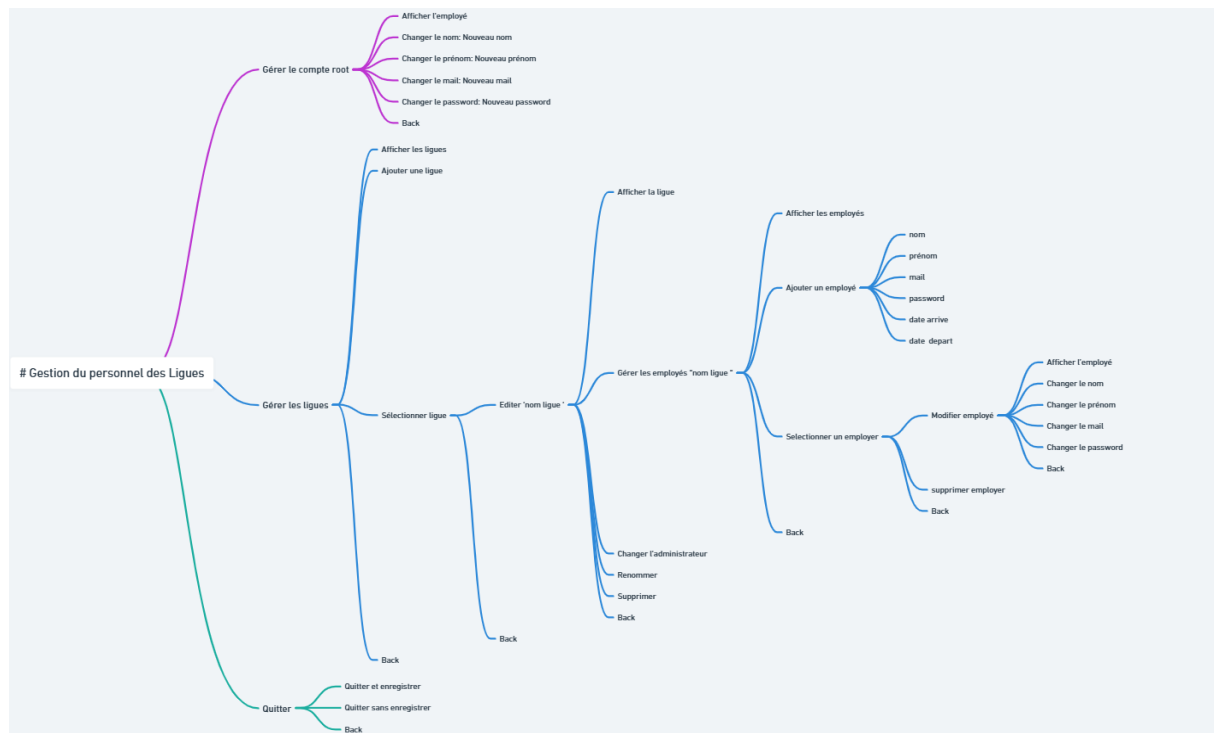 # Gestion du personnel des Ligues
Gérer le compte root
Afficher l'employé
Changer le nom: Nouveau nom
Changer le prénom: Nouveau prénom
Changer le mail: Nouveau mail
Changer le password: Nouveau password
Back
Gérer les ligues
Afficher les ligues
Ajouter une ligue
Sélectionner ligue
Editer 'nom ligue '
Afficher la ligue
Gérer les employés "nom ligue "
Afficher les employés
Ajouter un employé
nom
prénom
mail
password
date arrive
date depart
Selectionner un employer
Modifier employé
Afficher l'employé
Changer le nom
Changer le prénom
Changer le mail
Changer le password
Back
supprimer employer
Back
Back
Changer l'administrateur
Renommer
Supprimer
Back
Back
Back
Quitter
Quitter et enregistrer
Quitter sans enregistrer
Back